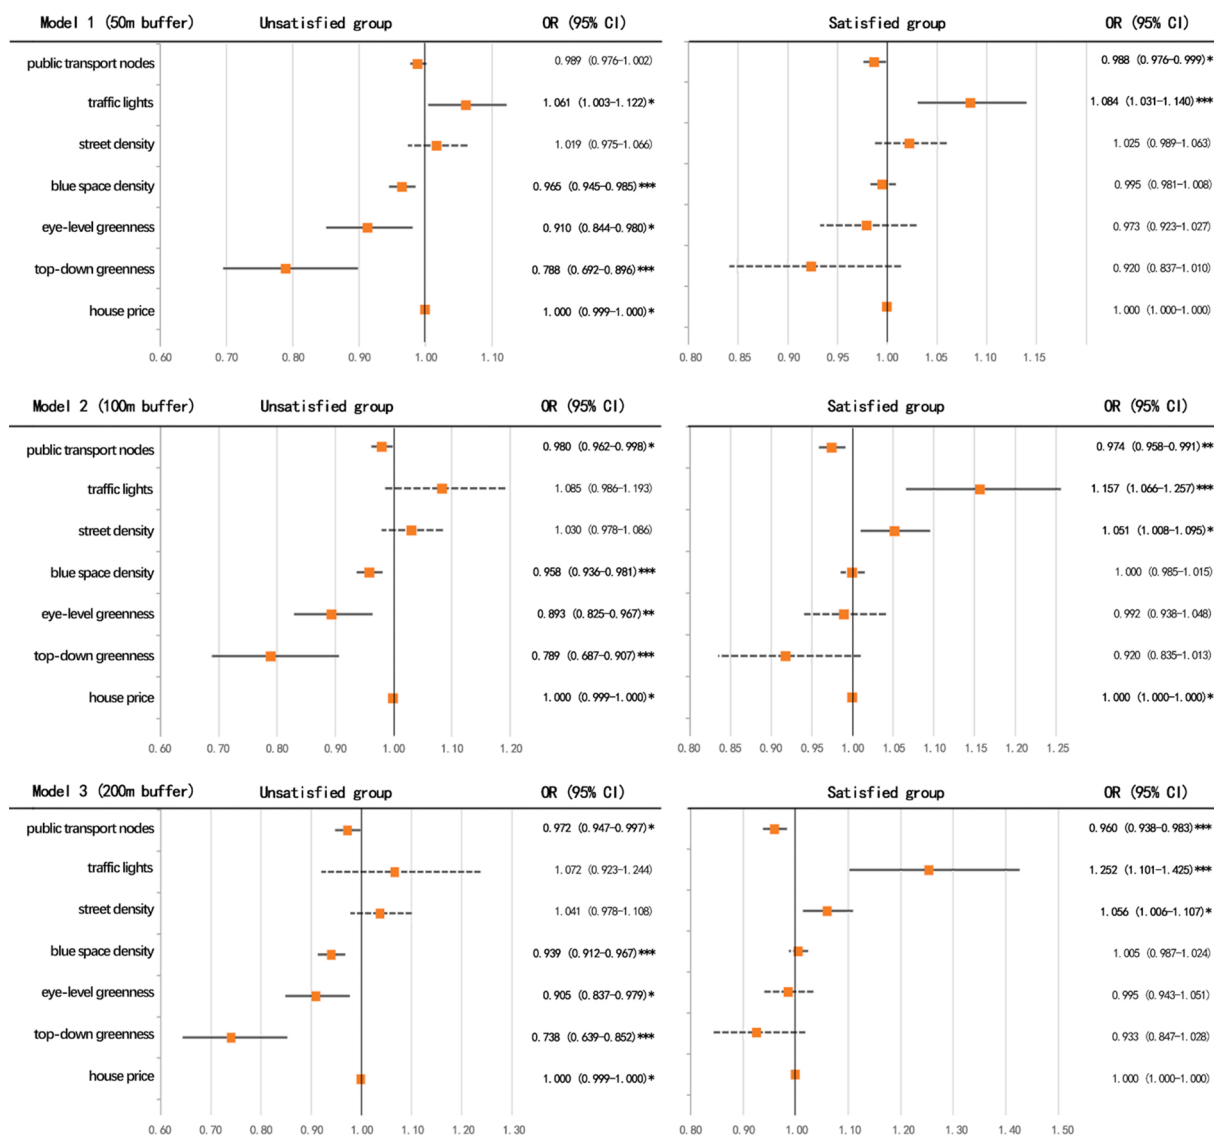 Model 1 (50m buffer) Unsatisfied group OR (95% CI) Satisfied group OR (95% CI)
public transport nodes 0.989 (0.976-1.002) 0.988 (0.976-0.999)*
traffic lights 1.061 (1.003-1.122)* 1.084 (1.031-1.140)***
street density 1.019 (0.975-1.066) 1.025 (0.989-1.063)
blue space density 0.965 (0.945-0.985)*** 0.995 (0.981-1.008)
eye-level greenness 0.910 (0.844-0.980)* 0.973 (0.923-1.027)
top-down greenness 0.788 (0.692-0.896)*** 0.920 (0.837-1.010)
house price 1.000 (0.999-1.000)* 1.000 (1.000-1.000)
0.60 0.70 0.80 0.90 1.00 1.10 0.80 0.85 0.90 0.95 1.00 1.05 1.10 1.15
Model 2 (100m buffer) Unsatisfied group OR (95% CI) Satisfied group OR (95% CI)
public transport nodes 0.980 (0.962-0.998)* 0.974 (0.958-0.991)**
traffic lights 1.085 (0.986-1.193) 1.157 (1.066-1.257)***
street density 1.030 (0.978-1.086) 1.051 (1.008-1.095)*
blue space density 0.958 (0.936-0.981)*** 1.000 (0.985-1.015)
eye-level greenness 0.893 (0.825-0.967)** 0.992 (0.938-1.048)
top-down greenness 0.789 (0.687-0.907)*** 0.920 (0.835-1.013)
house price 1.000 (0.999-1.000)* 1.000 (1.000-1.000)*
0.60 0.70 0.80 0.90 1.00 1.10 1.20 0.80 0.85 0.90 0.95 1.00 1.05 1.10 1.15 1.20 1.25
Model 3 (200m buffer) Unsatisfied group OR (95% CI) Satisfied group OR (95% CI)
public transport nodes 0.972 (0.947-0.997)* 0.960 (0.938-0.983)***
traffic lights 1.072 (0.923-1.244) 1.252 (1.101-1.425)***
street density 1.041 (0.978-1.108) 1.056 (1.006-1.107)*
blue space density 0.939 (0.912-0.967)*** 1.005 (0.987-1.024)
eye-level greenness 0.905 (0.837-0.979)* 0.995 (0.943-1.051)
top-down greenness 0.738 (0.639-0.852)*** 0.933 (0.847-1.028)
house price 1.000 (0.999-1.000)* 1.000 (1.000-1.000)
0.60 0.70 0.80 0.90 1.00 1.10 1.20 1.30 0.80 0.90 1.00 1.10 1.20 1.30 1.40 1.50